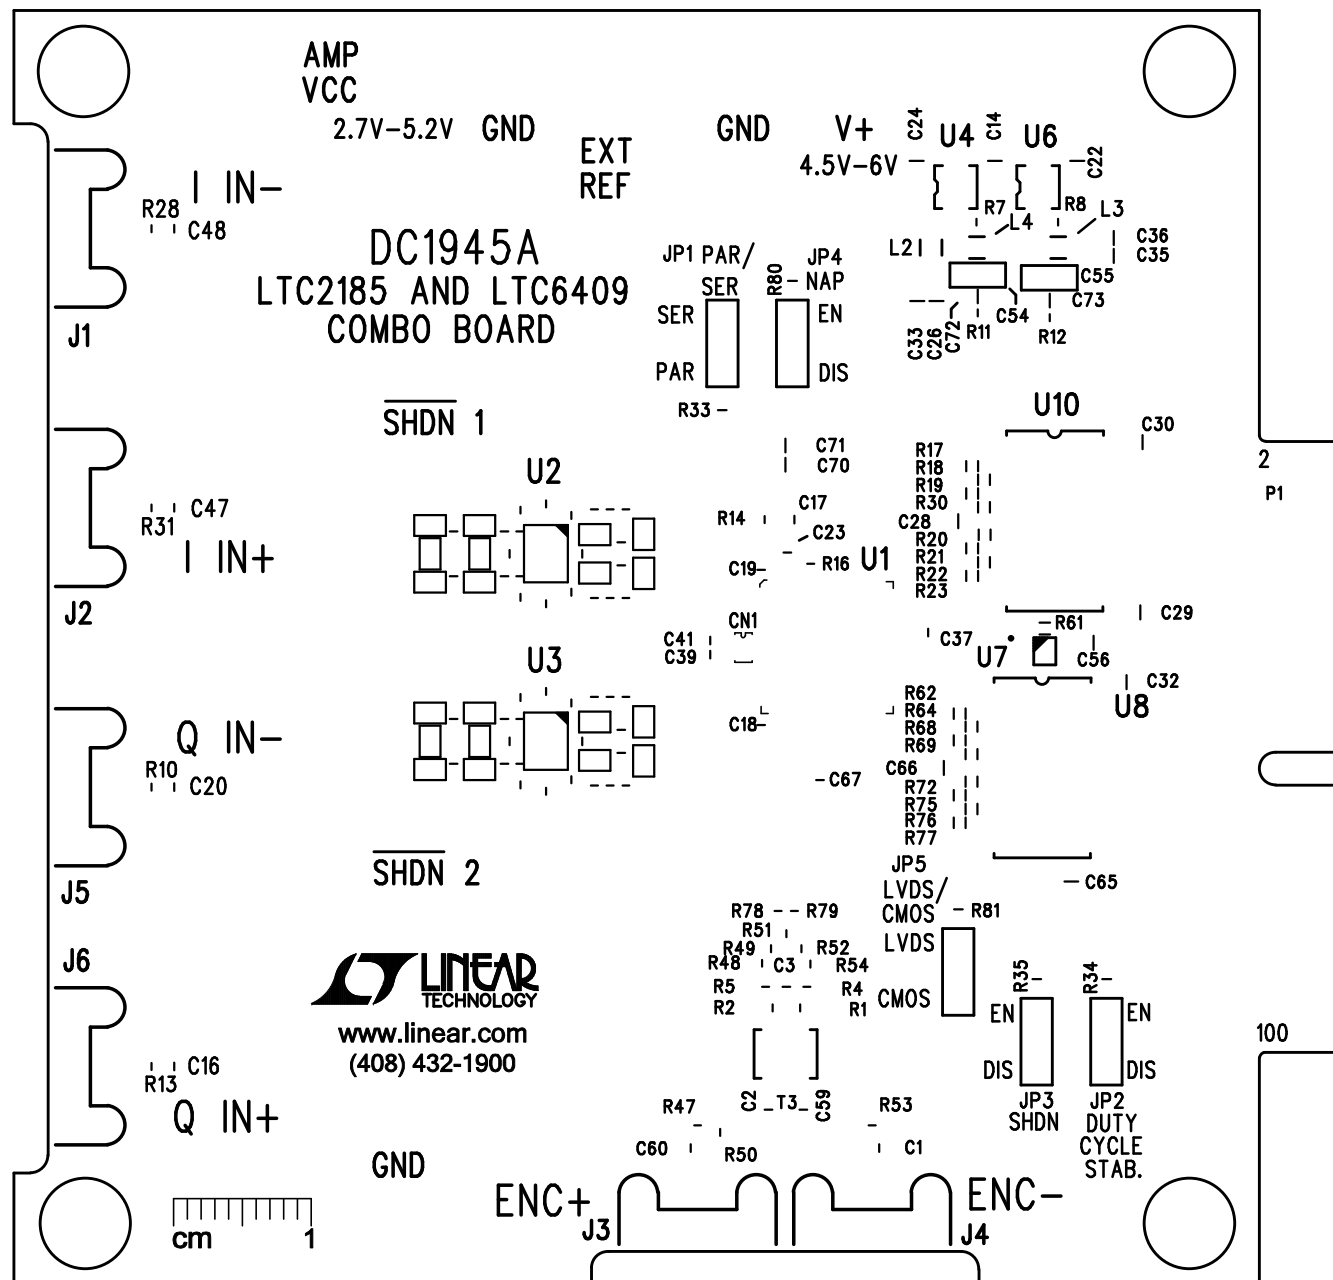 AMP
VCC
2.7V-5.2V
GND
EXT
REF
GND
V+
4.5V-6V
C24
U4
C14
U6
C22
I IN-
R28
C48
J1
DC1945A
LTC2185 AND LTC6409
COMBO BOARD
JP1 PAR/
SER
SER
PAR
R80
JP4
NAP
EN
DIS
R33
R7
L4
R8
L3
L2
C36
C35
C55
C73
C54
C33
C26
C72
R11
R12
SHDN 1
U10
C30
2
P1
U2
C47
R31
I IN+
J2
C71
C70
R17
R18
R19
R30
C28
R20
R21
R22
R23
R14
C17
C23
R16
U1
C19
CN1
C41
C39
C29
R61
C37
U7
C56
C32
U8
U3
Q IN-
R10
C20
J5
C18
C67
R62
R64
R68
R69
C66
R72
R75
R76
R77
SHDN 2
JP5
LVDS/
CMOS
R81
LVDS
CMOS
C65
R78
R79
R51
R49
R52
R48
C3
R54
R5
R4
R2
R1
J6
LINEAR
TECHNOLOGY
www.linear.com
(408) 432-1900
C16
R13
Q IN+
R35
EN
DIS
JP3
SHDN
R34
EN
DIS
JP2
DUTY
CYCLE
STAB.
100
C2
T3
C59
R47
R53
C60
R50
C1
GND
ENC+
J3
ENC-
J4
cm 1